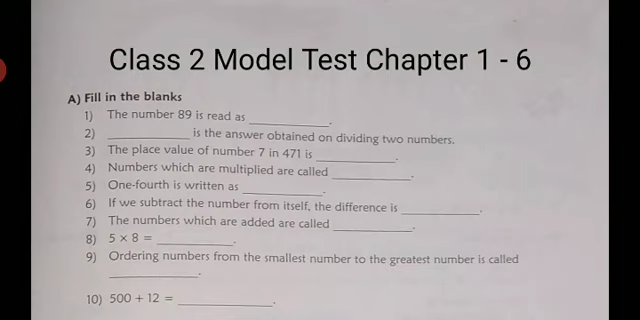 Class 2 Model Test Chapter 1 - 6
A) Fill in the blanks
1) The number 89 is read as ____________.
2) ____________ is the answer obtained on dividing two numbers.
3) The place value of number 7 in 471 is ____________.
4) Numbers which are multiplied are called ____________.
5) One-fourth is written as ____________.
6) If we subtract the number from itself, the difference is ____________.
7) The numbers which are added are called ____________.
8) 5 × 8 = ____________.
9) Ordering numbers from the smallest number to the greatest number is called
____________.
10) 500 + 12 = ____________.